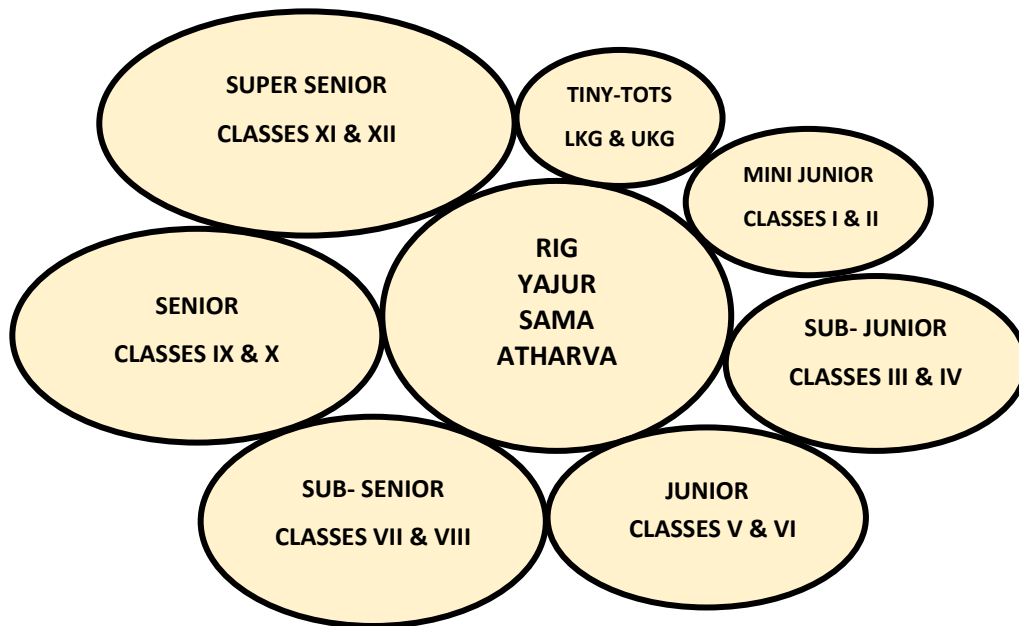 SUPER SENIOR
CLASSES XI & XII
TINY-TOTS
LKG & UKG
MINI JUNIOR
CLASSES I & II
RIG
YAJUR
SAMA
ATHARVA
SENIOR
CLASSES IX & X
SUB- JUNIOR
CLASSES III & IV
SUB- SENIOR
CLASSES VII & VIII
JUNIOR
CLASSES V & VI